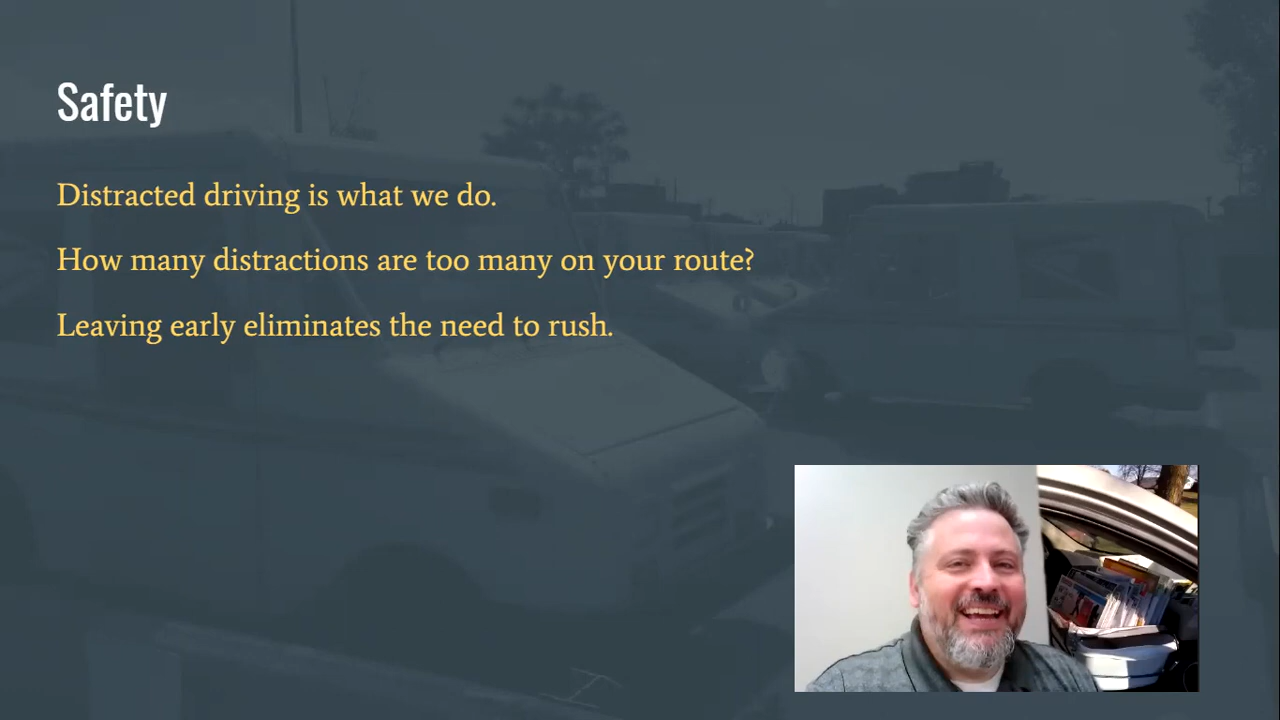 Safety
Distracted driving is what we do.
How many distractions are too many on your route?
Leaving early eliminates the need to rush.